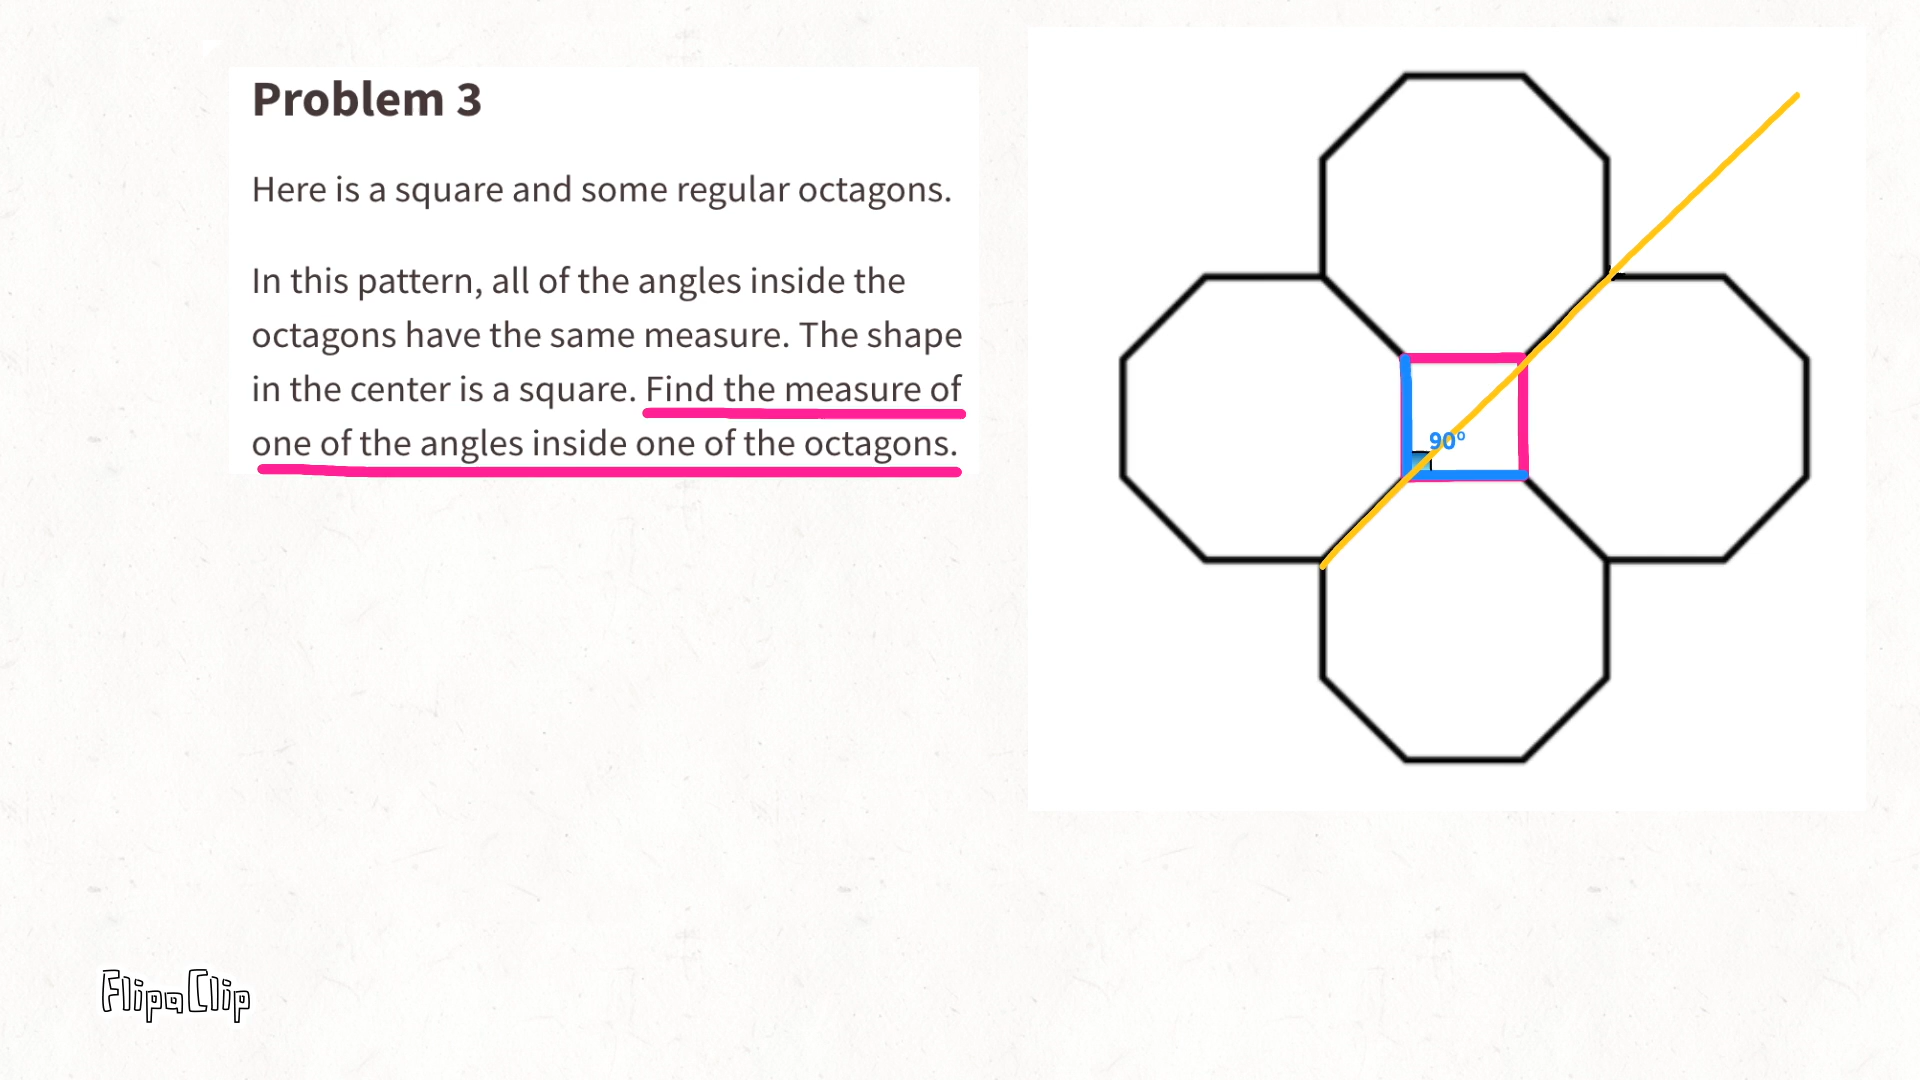 Problem 3
Here is a square and some regular octagons.
In this pattern, all of the angles inside the
octagons have the same measure. The shape
in the center is a square. Find the measure of
one of the angles inside one of the octagons.
90°
FlipaClip